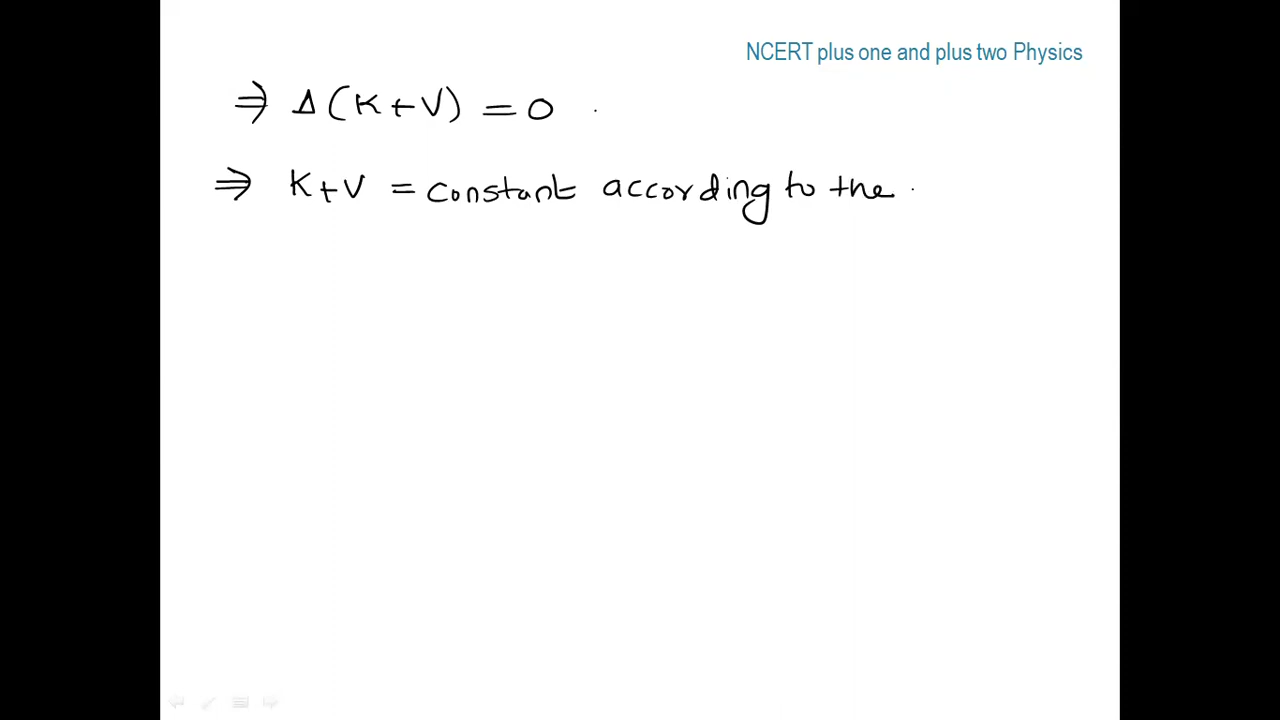 NCERT plus one and plus two Physics
⇒ Δ(K+V) = 0
⇒ K+V = constant according to the